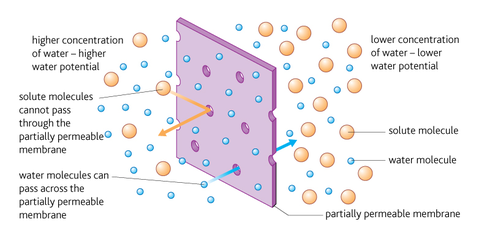 higher concentration
of water – higher
water potential
solute molecules
cannot pass
through the
partially permeable
membrane
water molecules can
pass across the
partially permeable
membrane
lower concentration
of water – lower
water potential
solute molecule
water molecule
partially permeable membrane